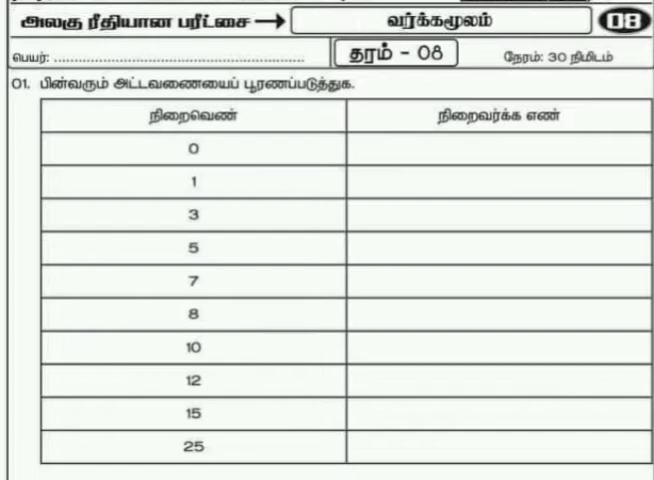 அலகு ரீதியான பரீட்சை → வர்க்கமூலம் 08
பெயர்: ............................................................ தரம் - 08 நேரம்: 30 நிமிடம்
01. பின்வரும் அட்டவணையைப் பூரணப்படுத்துக.
நிறைவெண் நிறைவர்க்க எண்
0
1
3
5
7
8
10
12
15
25